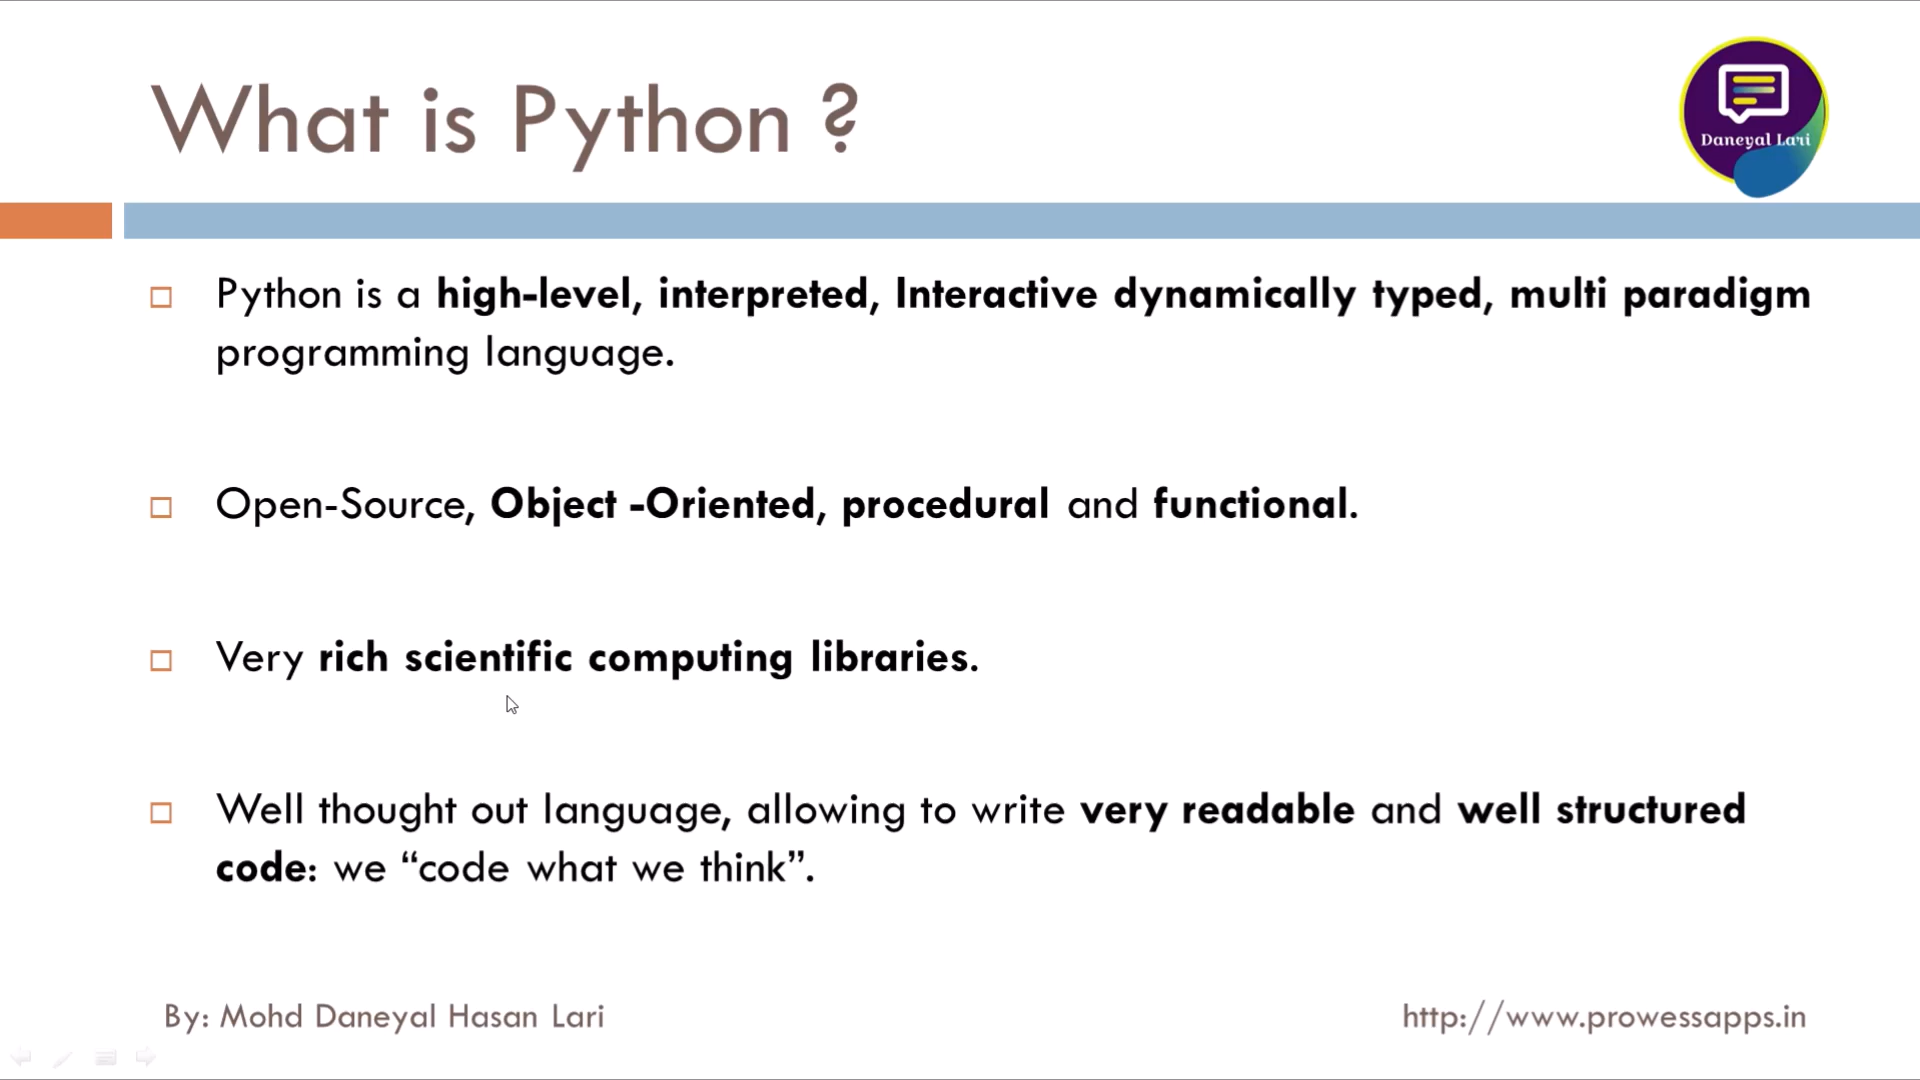 What is Python ?
Daneyal Lari
Python is a high-level, interpreted, Interactive dynamically typed, multi paradigm
programming language.
Open-Source, Object -Oriented, procedural and functional.
Very rich scientific computing libraries.
Well thought out language, allowing to write very readable and well structured
code: we “code what we think”.
By: Mohd Daneyal Hasan Lari
http://www.prowessapps.in